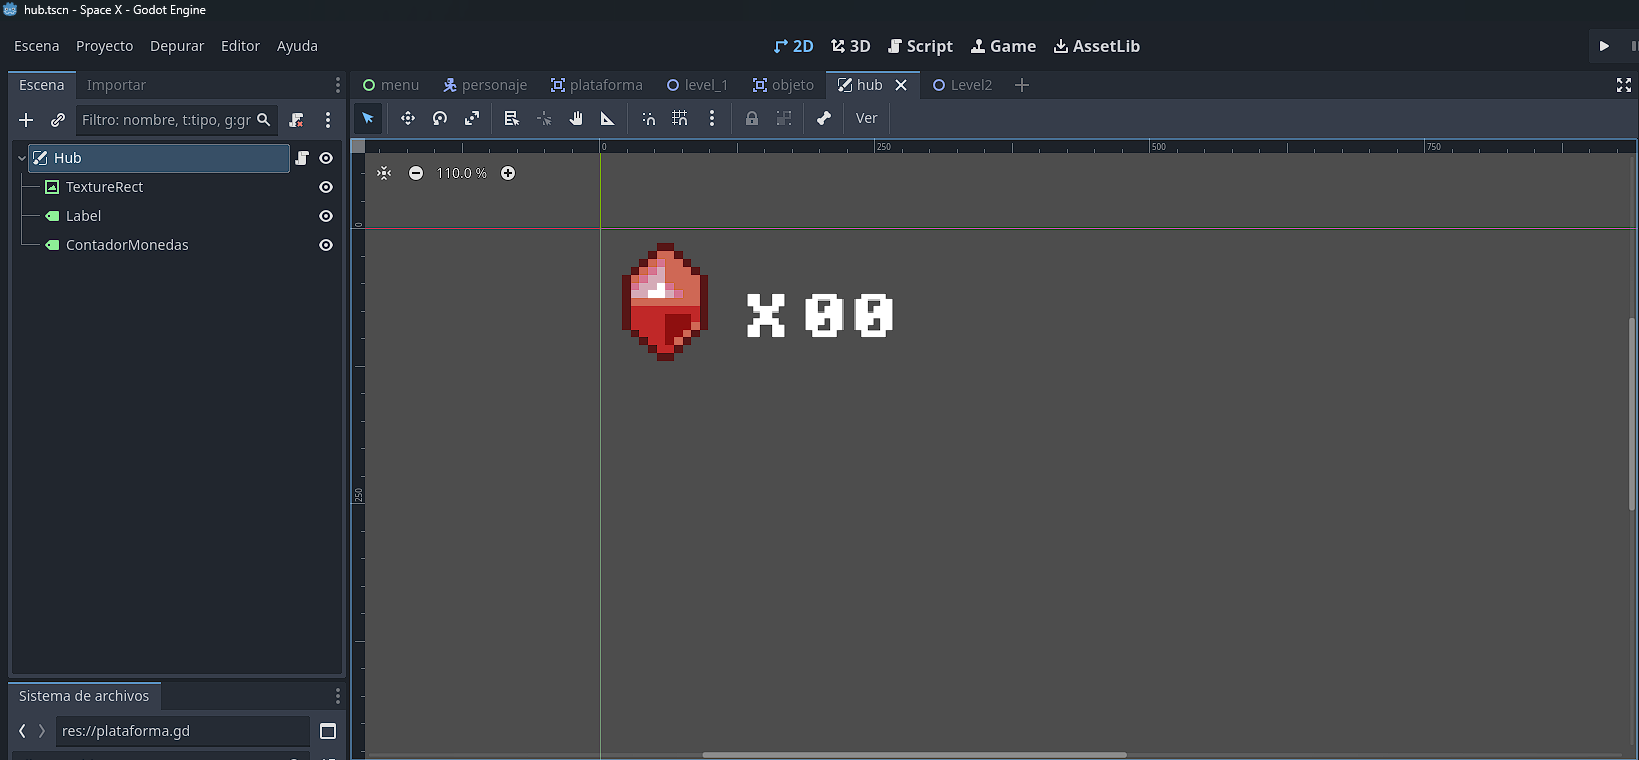 hub.tscn - Space X - Godot Engine
Escena Proyecto Depurar Editor Ayuda 2D 3D Script Game AssetLib
Escena Importar menu personaje plataforma level_1 objeto hub Level2
Filtro: nombre, t:tipo, g:gr Ver
Hub
TextureRect
Label
ContadorMonedas
0 250 500 750
110.0 %
0
250
X 00
Sistema de archivos
res://plataforma.gd